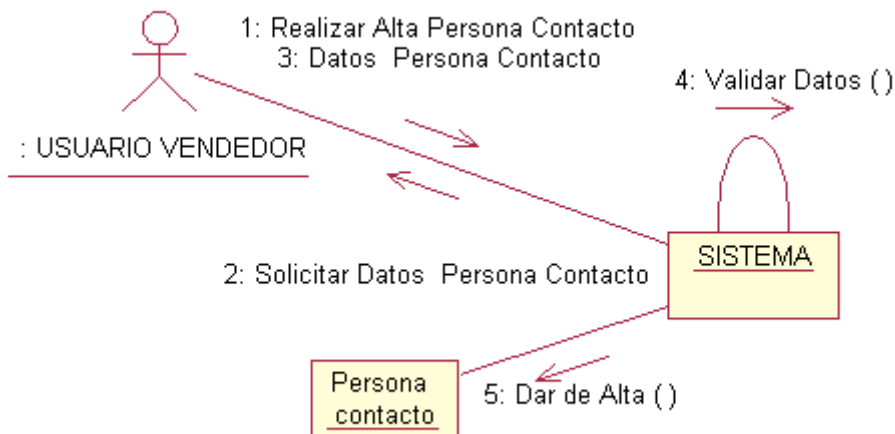 1: Realizar Alta Persona Contacto
3: Datos Persona Contacto
4: Validar Datos ( )
: USUARIO VENDEDOR
SISTEMA
2: Solicitar Datos Persona Contacto
Persona
contacto
5: Dar de Alta ( )